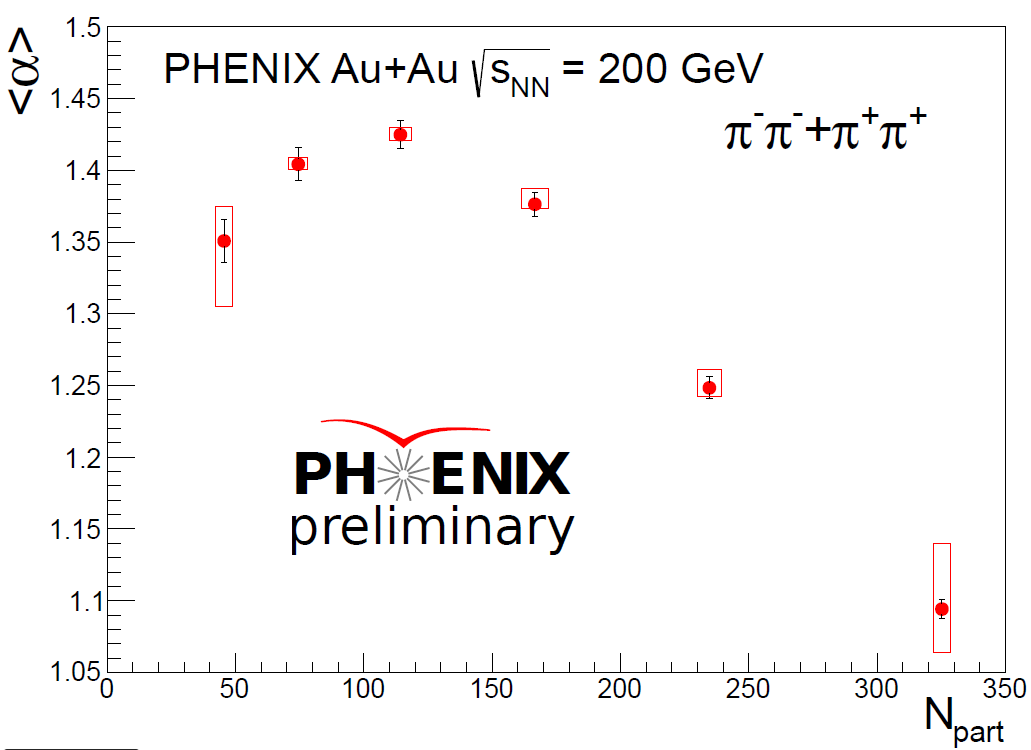 <α>
1.5
PHENIX Au+Au √sNN = 200 GeV
π-π-+π+π+
1.45
1.4
1.35
1.3
1.25
1.2
1.15
1.1
1.05
PHENIX
preliminary
0 50 100 150 200 250 300 350
Npart